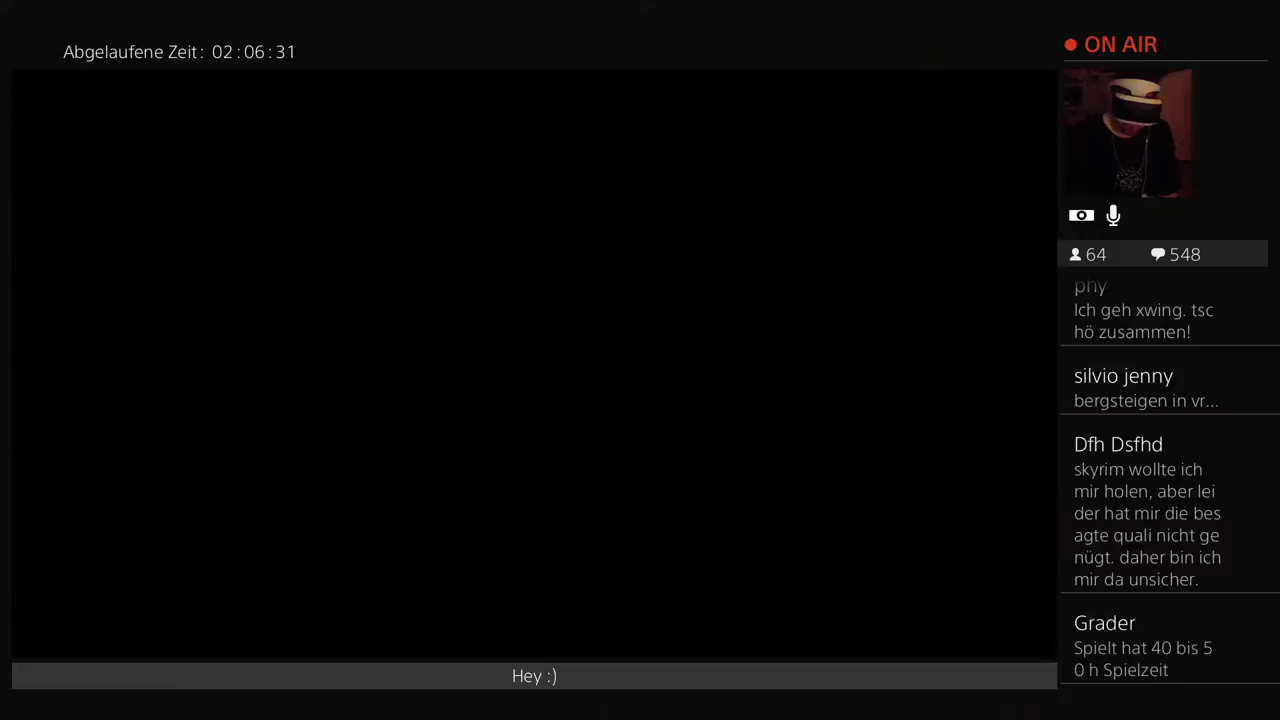 Abgelaufene Zeit: 02:06:31
ON AIR
64 548
phy
Ich geh xwing. tsc
hö zusammen!
silvio jenny
bergsteigen in vr...
Dfh Dsfhd
skyrim wollte ich
mir holen, aber lei
der hat mir die bes
agte quali nicht ge
nügt. daher bin ich
mir da unsicher.
Grader
Spielt hat 40 bis 5
0 h Spielzeit
Hey :)